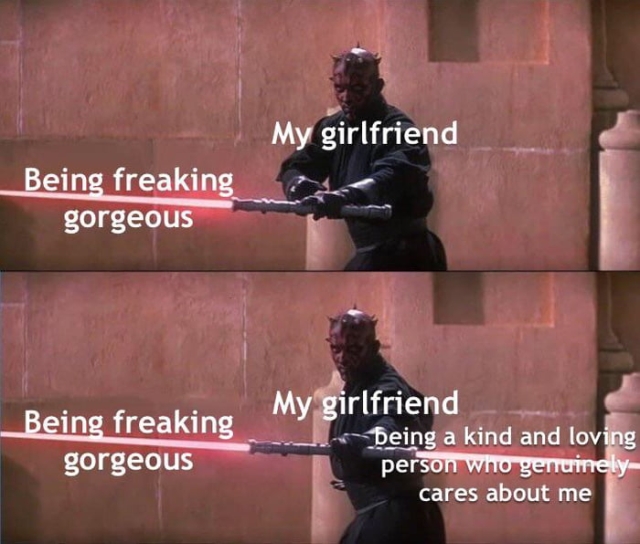 My girlfriend
Being freaking
gorgeous
My girlfriend
Being freaking
gorgeous
being a kind and loving
person who genuinely
cares about me